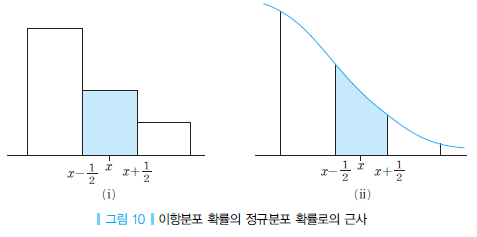 x-1/2 x x+1/2 x-1/2 x x+1/2
(i) (ii)
‖그림 10‖ 이항분포 확률의 정규분포 확률로의 근사